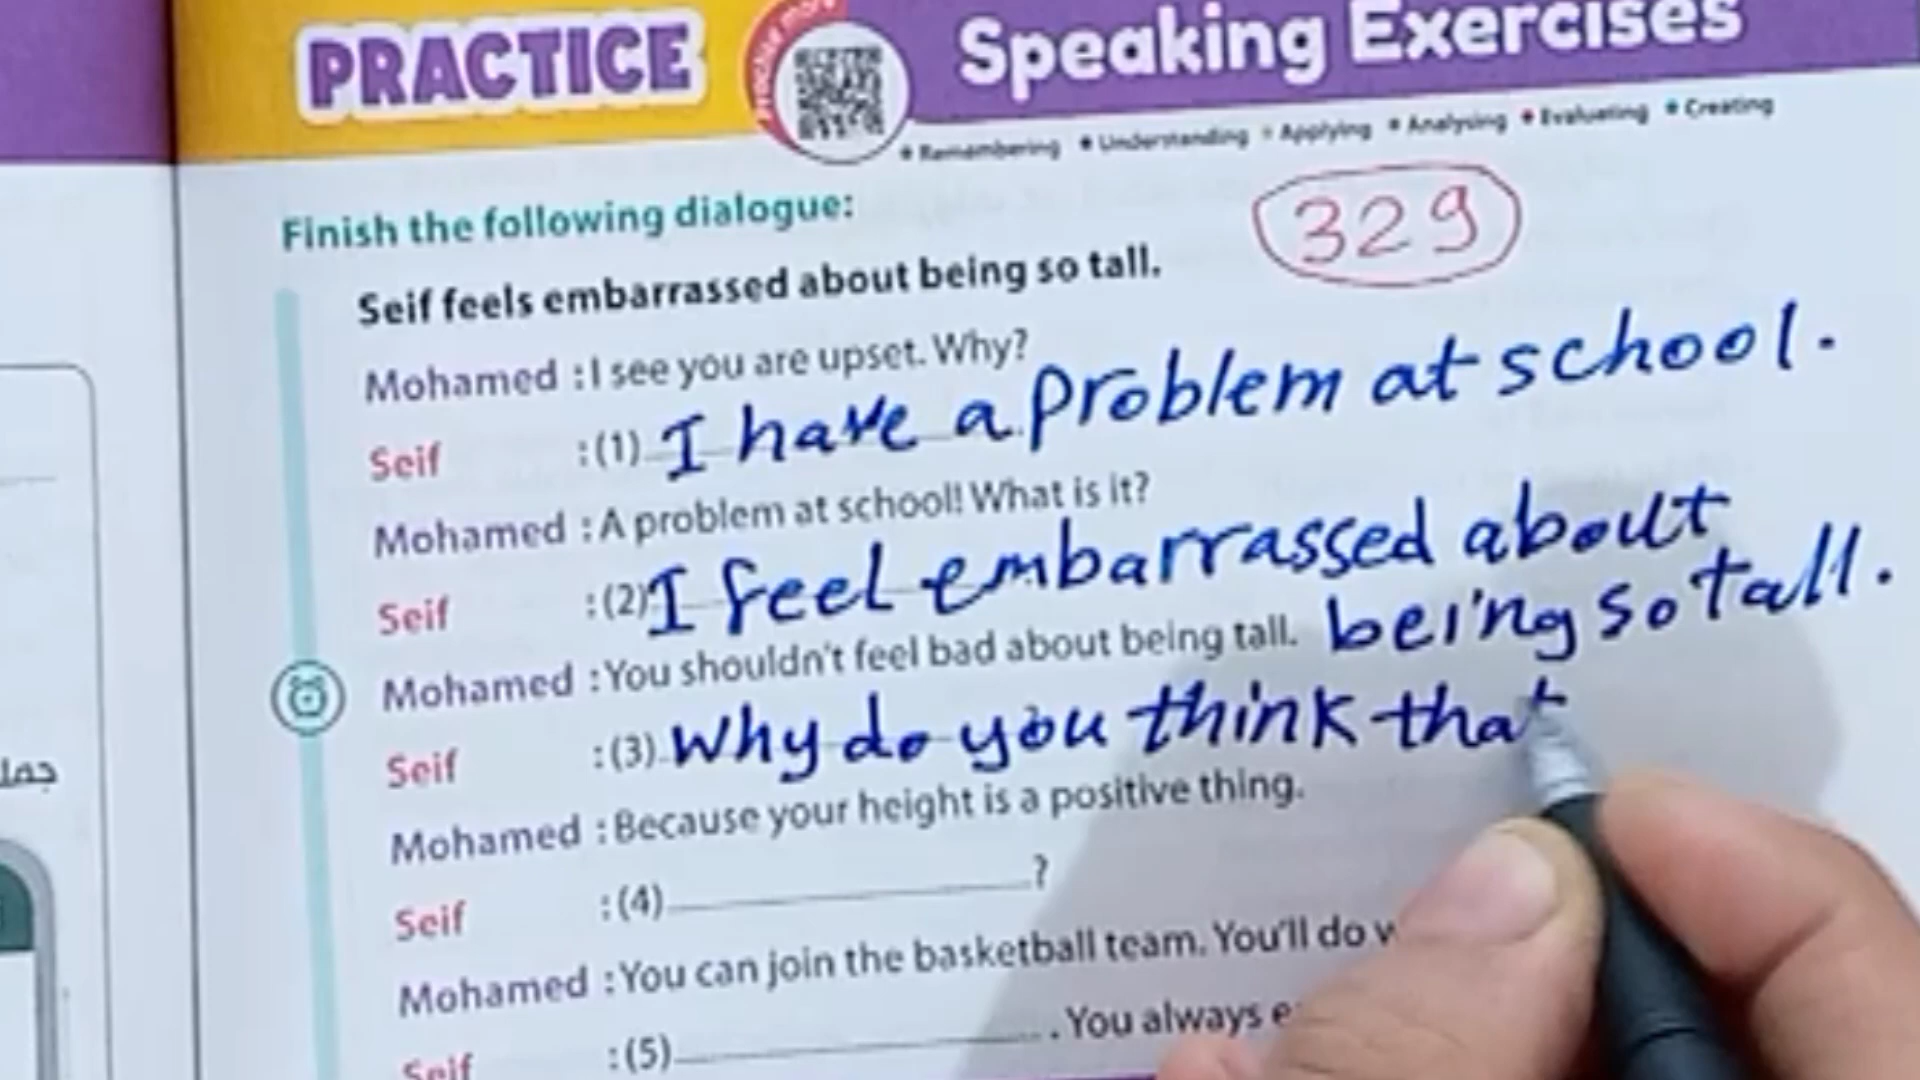 PRACTICE
Practice more
Speaking Exercises
• Remembering • Understanding • Applying • Analysing • Evaluating • Creating
Finish the following dialogue:
329
Seif feels embarrassed about being so tall.
Mohamed : I see you are upset. Why?
Seif : (1) I have a problem at school.
Mohamed : A problem at school! What is it?
Seif : (2) I feel embarrassed about
being so tall.
Mohamed : You shouldn't feel bad about being tall.
Seif : (3) Why do you think that
Mohamed : Because your height is a positive thing.
Seif : (4) ?
Mohamed : You can join the basketball team. You'll do
Seif : (5) . You always